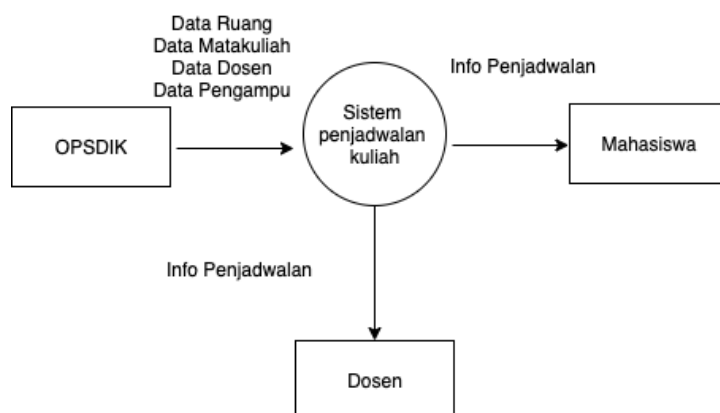 Data Ruang
Data Matakuliah
Data Dosen
Data Pengampu
Info Penjadwalan
OPSDIK
Sistem
penjadwalan
kuliah
Mahasiswa
Info Penjadwalan
Dosen